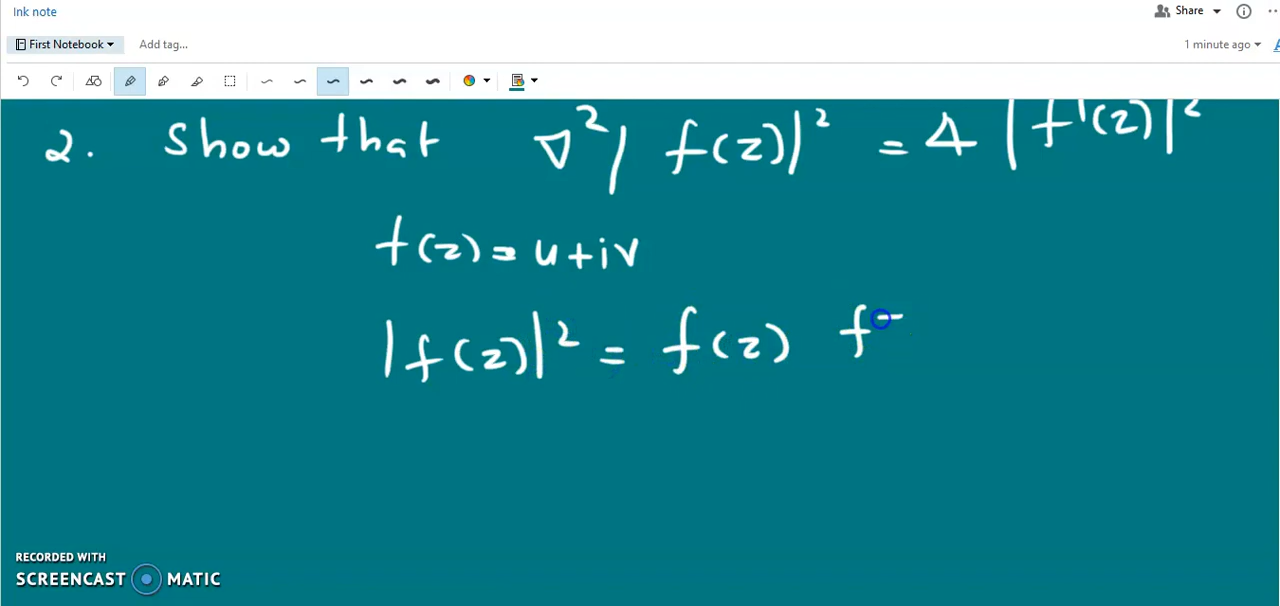 Ink note
Share
First Notebook Add tag...
1 minute ago
2. Show that ∇²| f(z)|² = 4 |f'(z)|²
f(z) = u+iv
|f(z)|² = f(z) f
RECORDED WITH
SCREENCAST MATIC